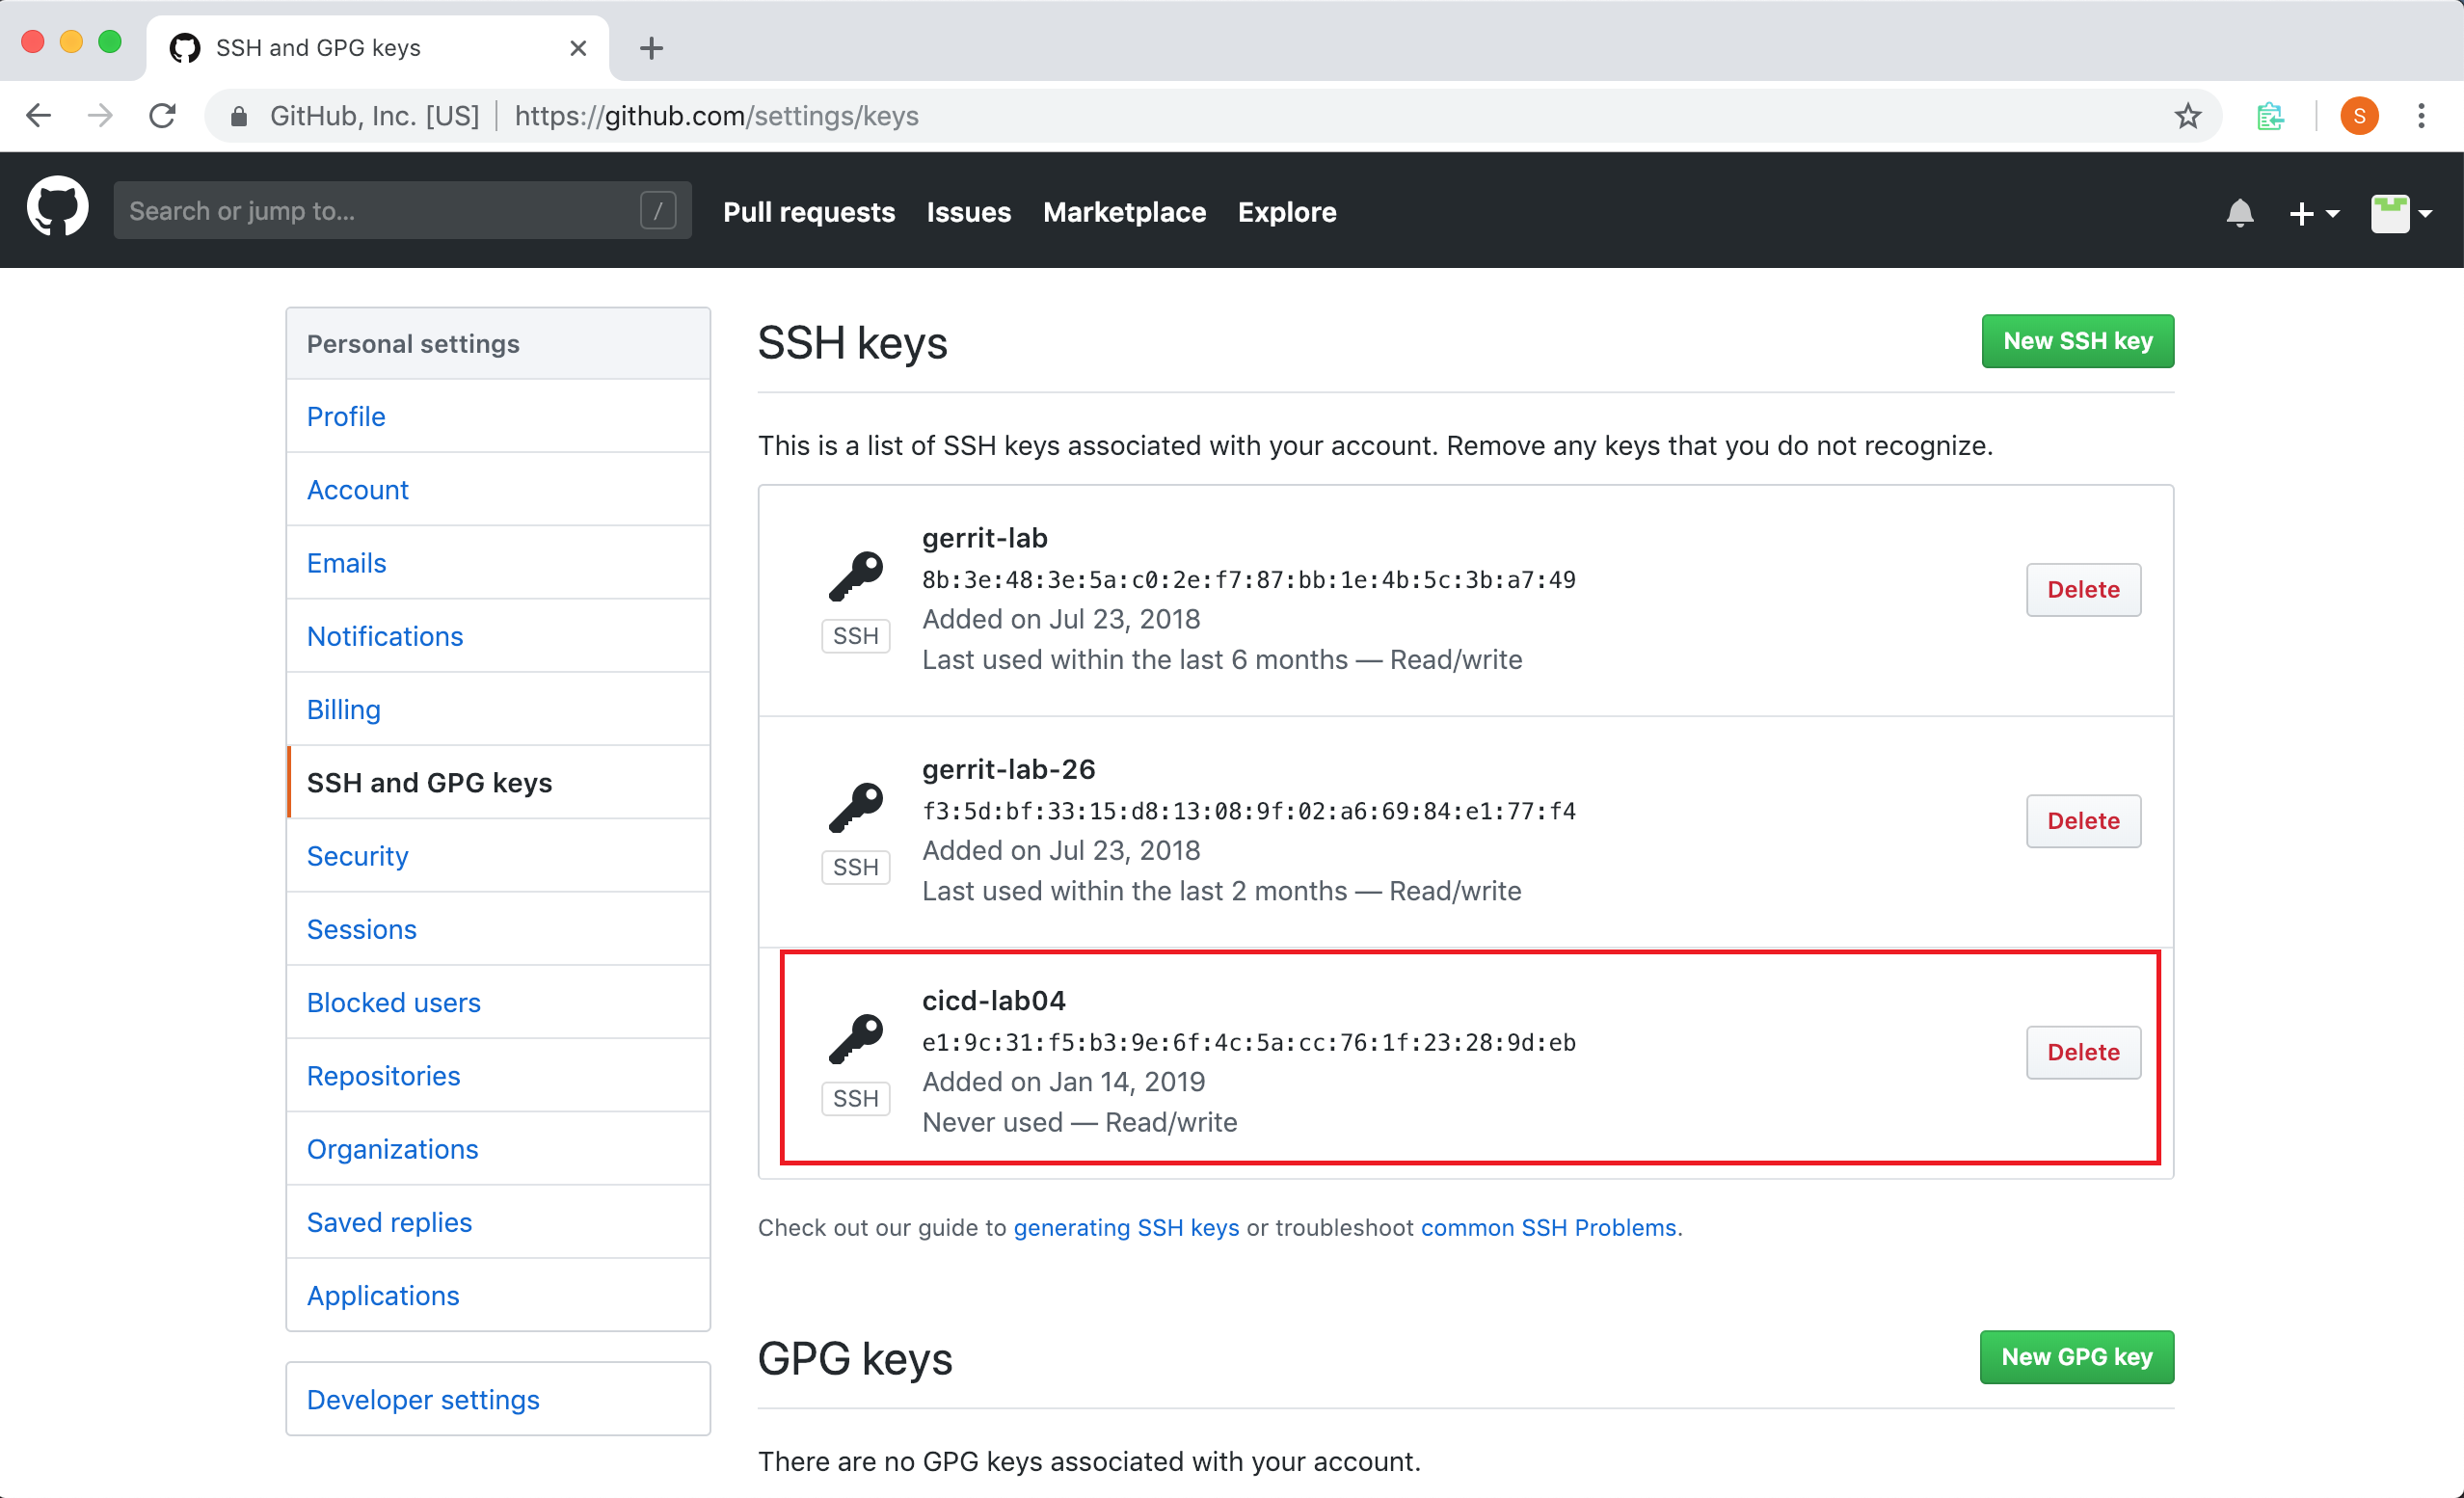 SSH and GPG keys
GitHub, Inc. [US] https://github.com/settings/keys
S
Search or jump to... /
Pull requests Issues Marketplace Explore
Personal settings
Profile
Account
Emails
Notifications
Billing
SSH and GPG keys
Security
Sessions
Blocked users
Repositories
Organizations
Saved replies
Applications
Developer settings
SSH keys
New SSH key
This is a list of SSH keys associated with your account. Remove any keys that you do not recognize.
SSH
gerrit-lab
8b:3e:48:3e:5a:c0:2e:f7:87:bb:1e:4b:5c:3b:a7:49
Added on Jul 23, 2018
Last used within the last 6 months — Read/write
Delete
SSH
gerrit-lab-26
f3:5d:bf:33:15:d8:13:08:9f:02:a6:69:84:e1:77:f4
Added on Jul 23, 2018
Last used within the last 2 months — Read/write
Delete
SSH
cicd-lab04
e1:9c:31:f5:b3:9e:6f:4c:5a:cc:76:1f:23:28:9d:eb
Added on Jan 14, 2019
Never used — Read/write
Delete
Check out our guide to generating SSH keys or troubleshoot common SSH Problems.
GPG keys
New GPG key
There are no GPG keys associated with your account.